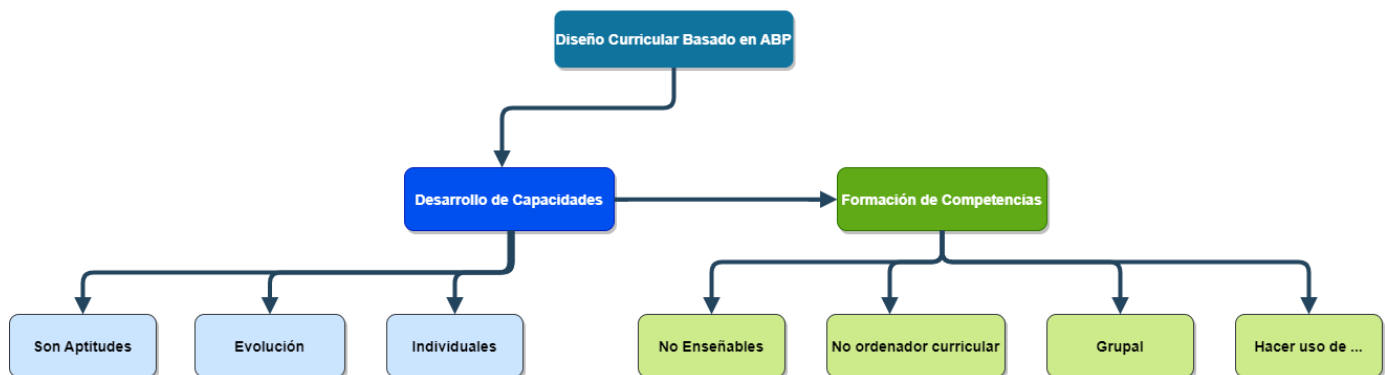 Diseño Curricular Basado en ABP
Desarrollo de Capacidades
Formación de Competencias
Son Aptitudes
Evolución
Individuales
No Enseñables
No ordenador curricular
Grupal
Hacer uso de ...